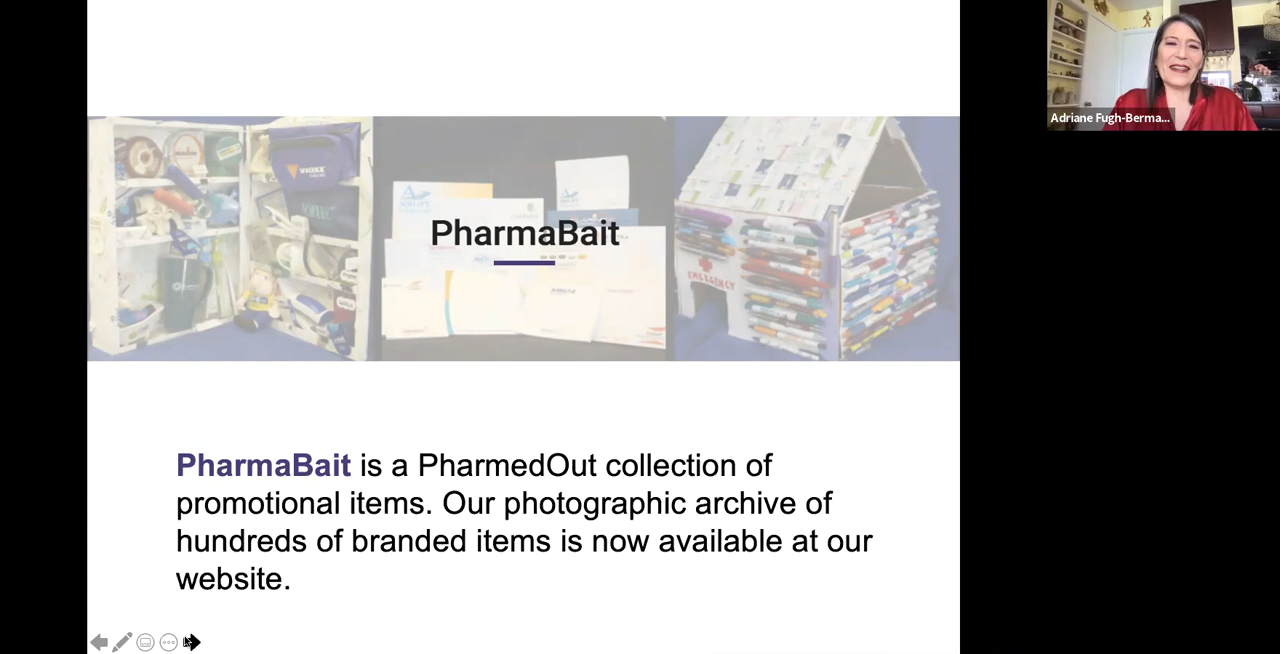 Adriane Fugh-Berma...
VIOXX
PharmaBait
EMERGENCY
PharmaBait is a PharmedOut collection of
promotional items. Our photographic archive of
hundreds of branded items is now available at our
website.